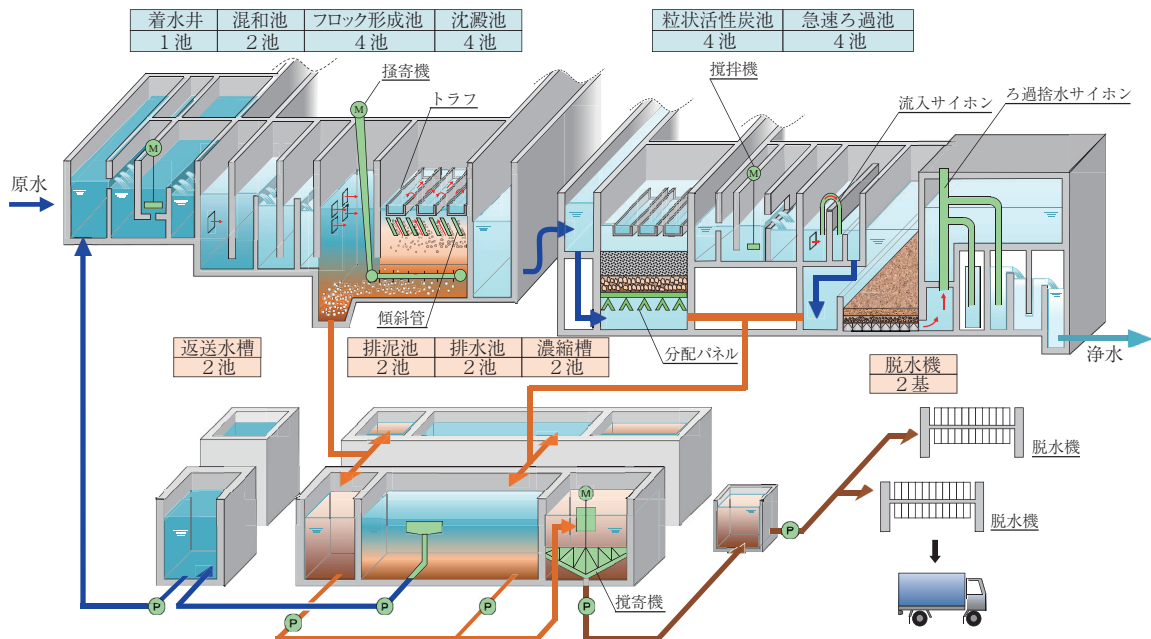 着水井 混和池 フロック形成池 沈澱池
1池 2池 4池 4池
粒状活性炭池 急速ろ過池
4池 4池
掻寄機
トラフ
撹拌機
流入サイホン
ろ過捨水サイホン
M
M
M
原水
傾斜管
分配パネル
浄水
返送水槽
2池
排泥池 排水池 濃縮槽
2池 2池 2池
脱水機
2基
脱水機
脱水機
M
撹寄機
P
P
P
P
P
P